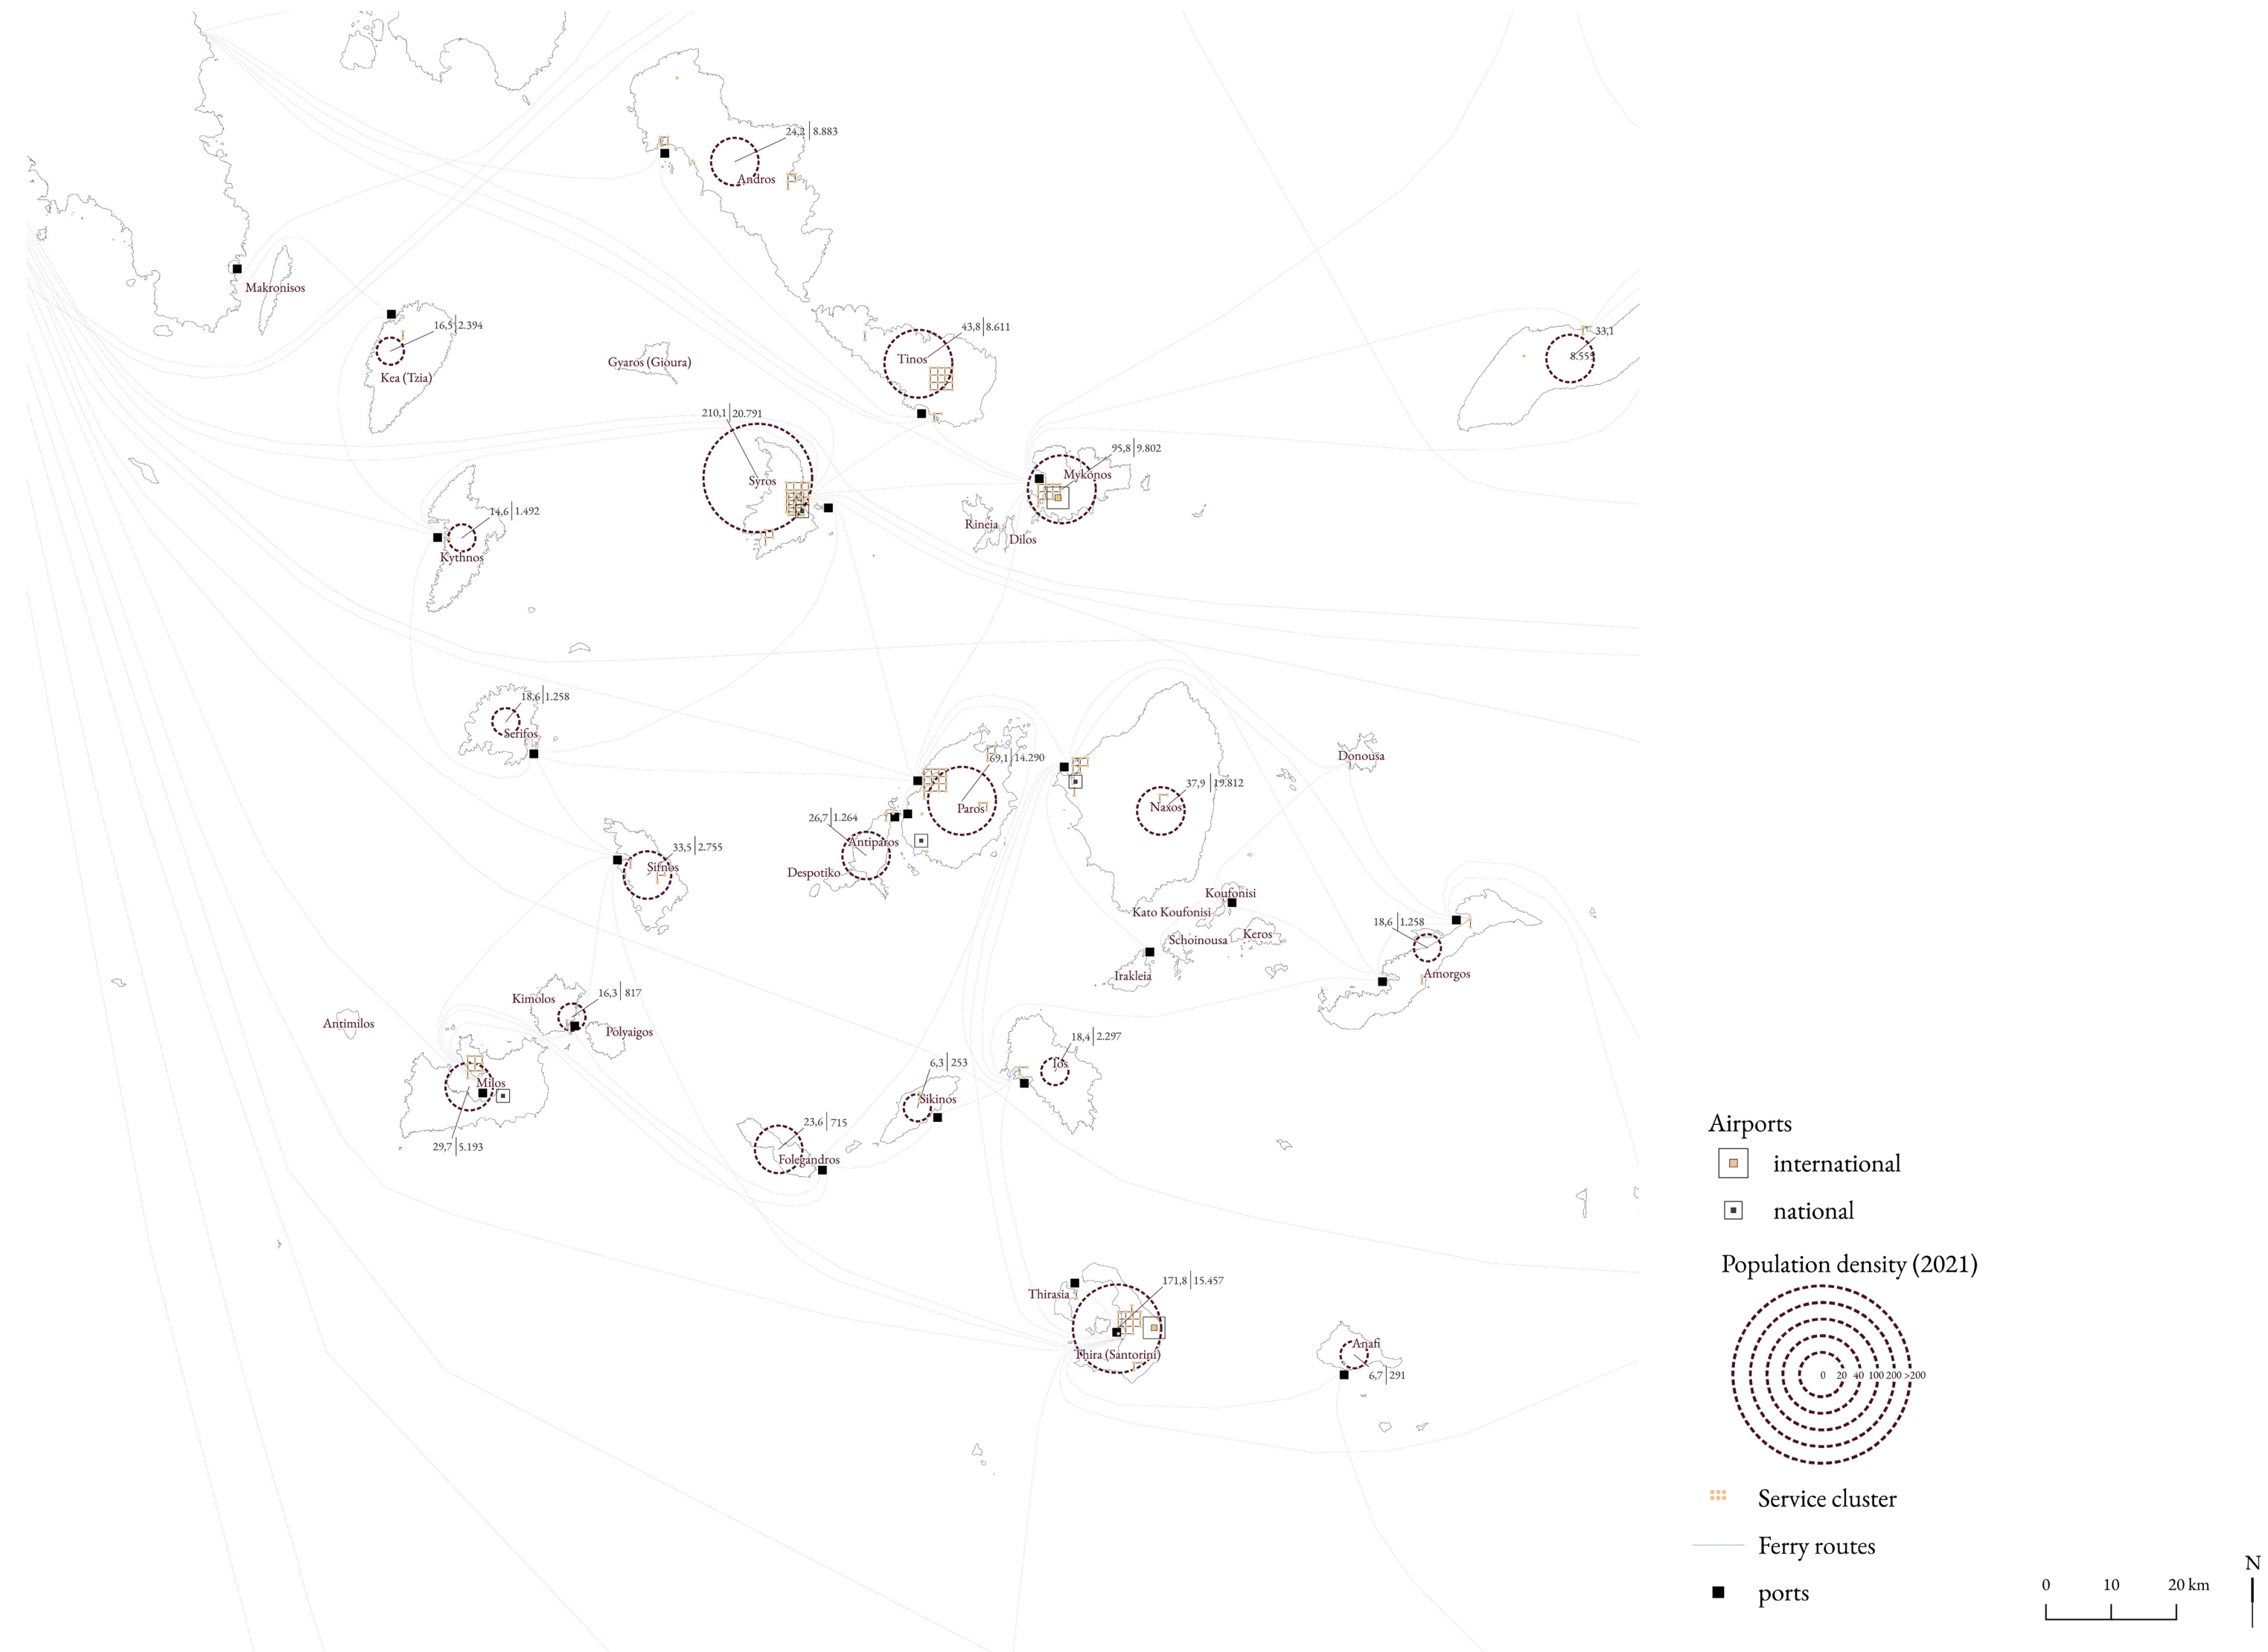 24,2|8.883
Andros
Makronisos
16,5|2.394
Kea (Tzia)
Gyaros (Gioura)
43,8|8.611
Tinos
33,1
8.555
210,1|20.791
Syros
95,8|9.802
Mykonos
Rineia
Dilos
14,6|1.492
Kythnos
18,6|1.258
Serifos
69,1|14.290
Paros
26,7|1.264
Antiparos
Despotiko
37,9|19.812
Naxos
Donousa
33,5|2.755
Sifnos
Koufonisi
Kato Koufonisi
Schoinousa
Keros
Irakleia
18,6|1.258
Amorgos
16,3|817
Kimolos
Polyaigos
Antimilos
Milos
29,7|5.193
18,4|2.297
Ios
6,3|253
Sikinos
23,6|715
Folegandros
171,8|15.457
Thirasia
Thira (Santorini)
Anafi
6,7|291
Airports
international
national
Population density (2021)
0 20 40 100 200 >200
Service cluster
Ferry routes
ports
0 10 20 km
N